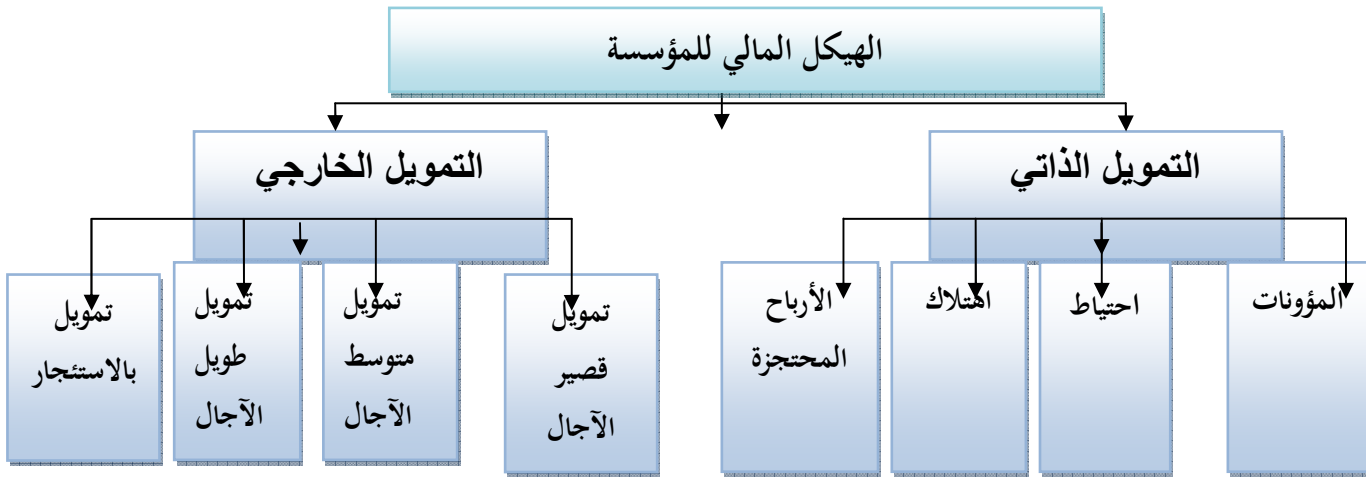 الهيكل المالي للمؤسسة
التمويل الذاتي
التمويل الخارجي
المؤونات
احتياط
اهتلاك
الأرباح
المحتجزة
تمويل
قصير
الآجال
تمويل
متوسط
الآجال
تمويل
طويل
الآجال
تمويل
بالاستئجار